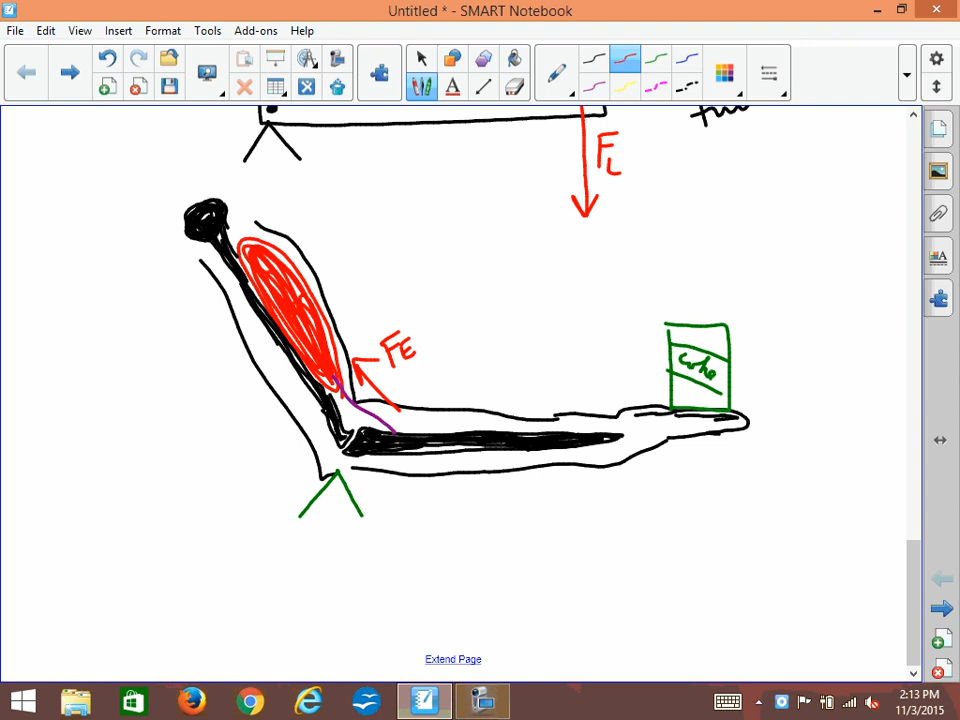 Untitled * - SMART Notebook
File Edit View Insert Format Tools Add-ons Help
FL
FE
Coke
Extend Page
2:13 PM
11/3/2015